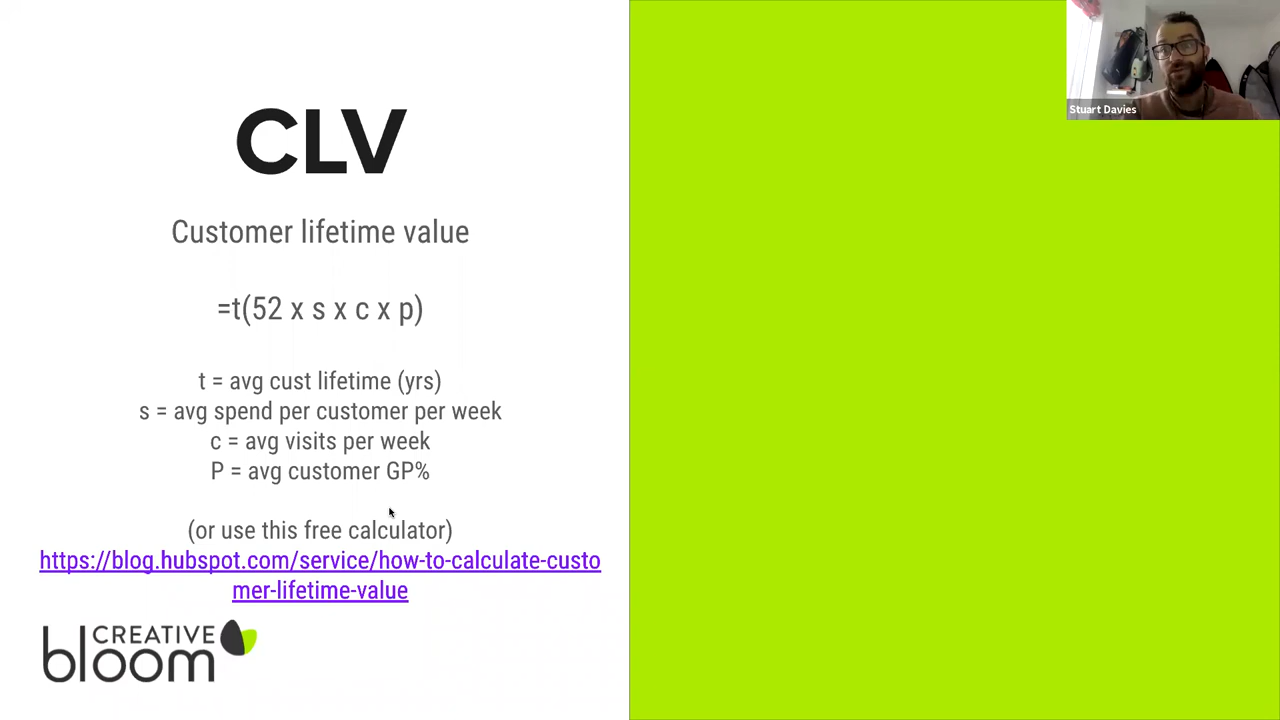 CLV
Customer lifetime value
=t(52 x s x c x p)
t = avg cust lifetime (yrs)
s = avg spend per customer per week
c = avg visits per week
P = avg customer GP%
(or use this free calculator)
https://blog.hubspot.com/service/how-to-calculate-custo
mer-lifetime-value
CREATIVE
bloom
Stuart Davies